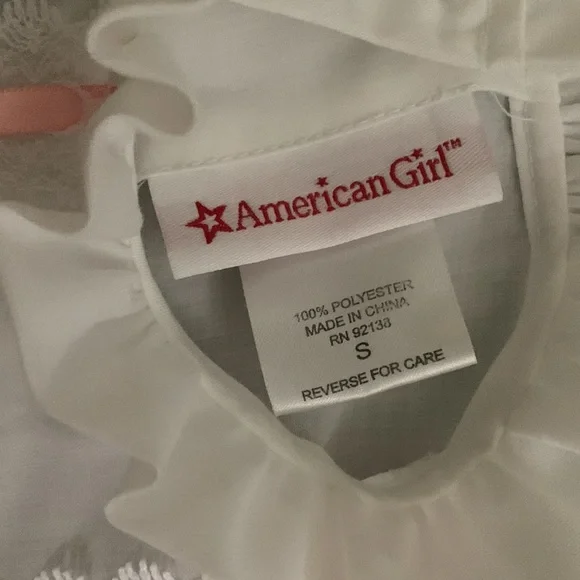 American Girl™
100% POLYESTER
MADE IN CHINA
RN 92138
S
REVERSE FOR CARE